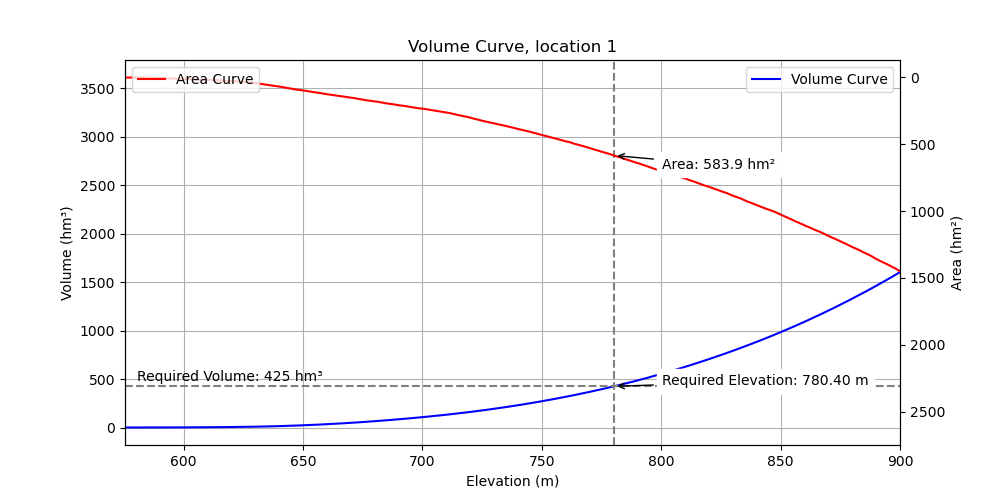 Volume Curve, location 1
Area Curve
Volume Curve
3500
3000
2500
2000
1500
1000
500
0
Volume (hm³)
0
500
1000
1500
2000
2500
Area (hm²)
Area: 583.9 hm²
Required Volume: 425 hm³
Required Elevation: 780.40 m
600
650
700
750
800
850
900
Elevation (m)